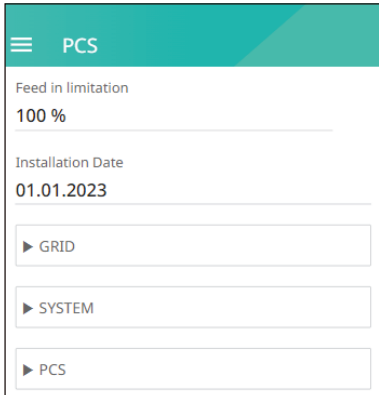 PCS
Feed in limitation
100 %
Installation Date
01.01.2023
GRID
SYSTEM
PCS